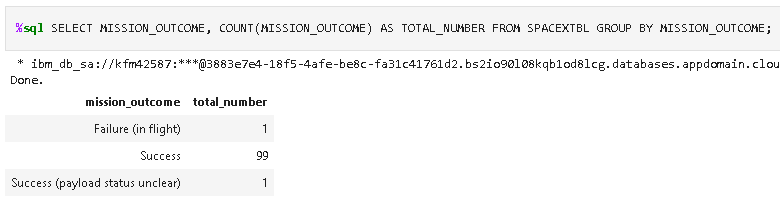 %sql SELECT MISSION_OUTCOME, COUNT(MISSION_OUTCOME) AS TOTAL_NUMBER FROM SPACEXTBL GROUP BY MISSION_OUTCOME;
* ibm_db_sa://kfm42587:***@3883e7e4-18f5-4afe-be8c-fa31c41761d2.bs2io90l08kqb1od8lcg.databases.appdomain.clou
Done.
mission_outcome total_number
Failure (in flight) 1
Success 99
Success (payload status unclear) 1